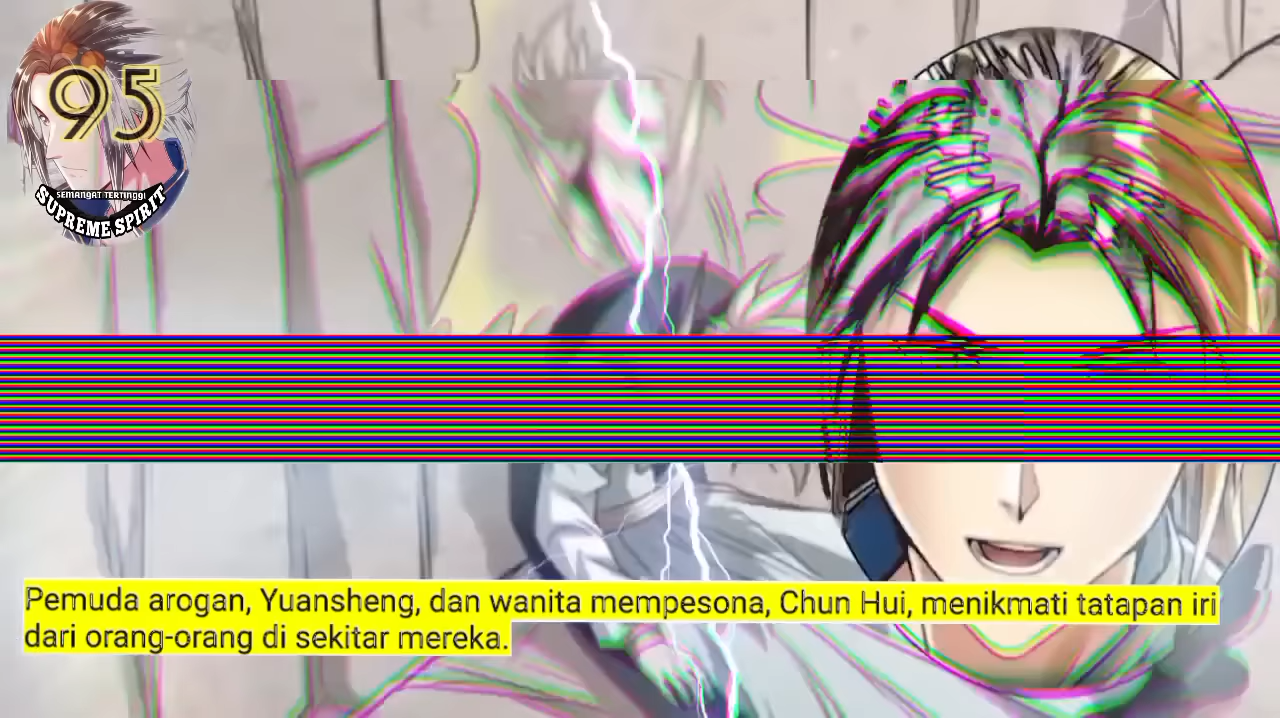 95
SEMANGAT TERTINGGI
SUPREME SPIRIT
Pemuda arogan, Yuansheng, dan wanita mempesona, Chun Hui, menikmati tatapan iri
dari orang-orang di sekitar mereka.